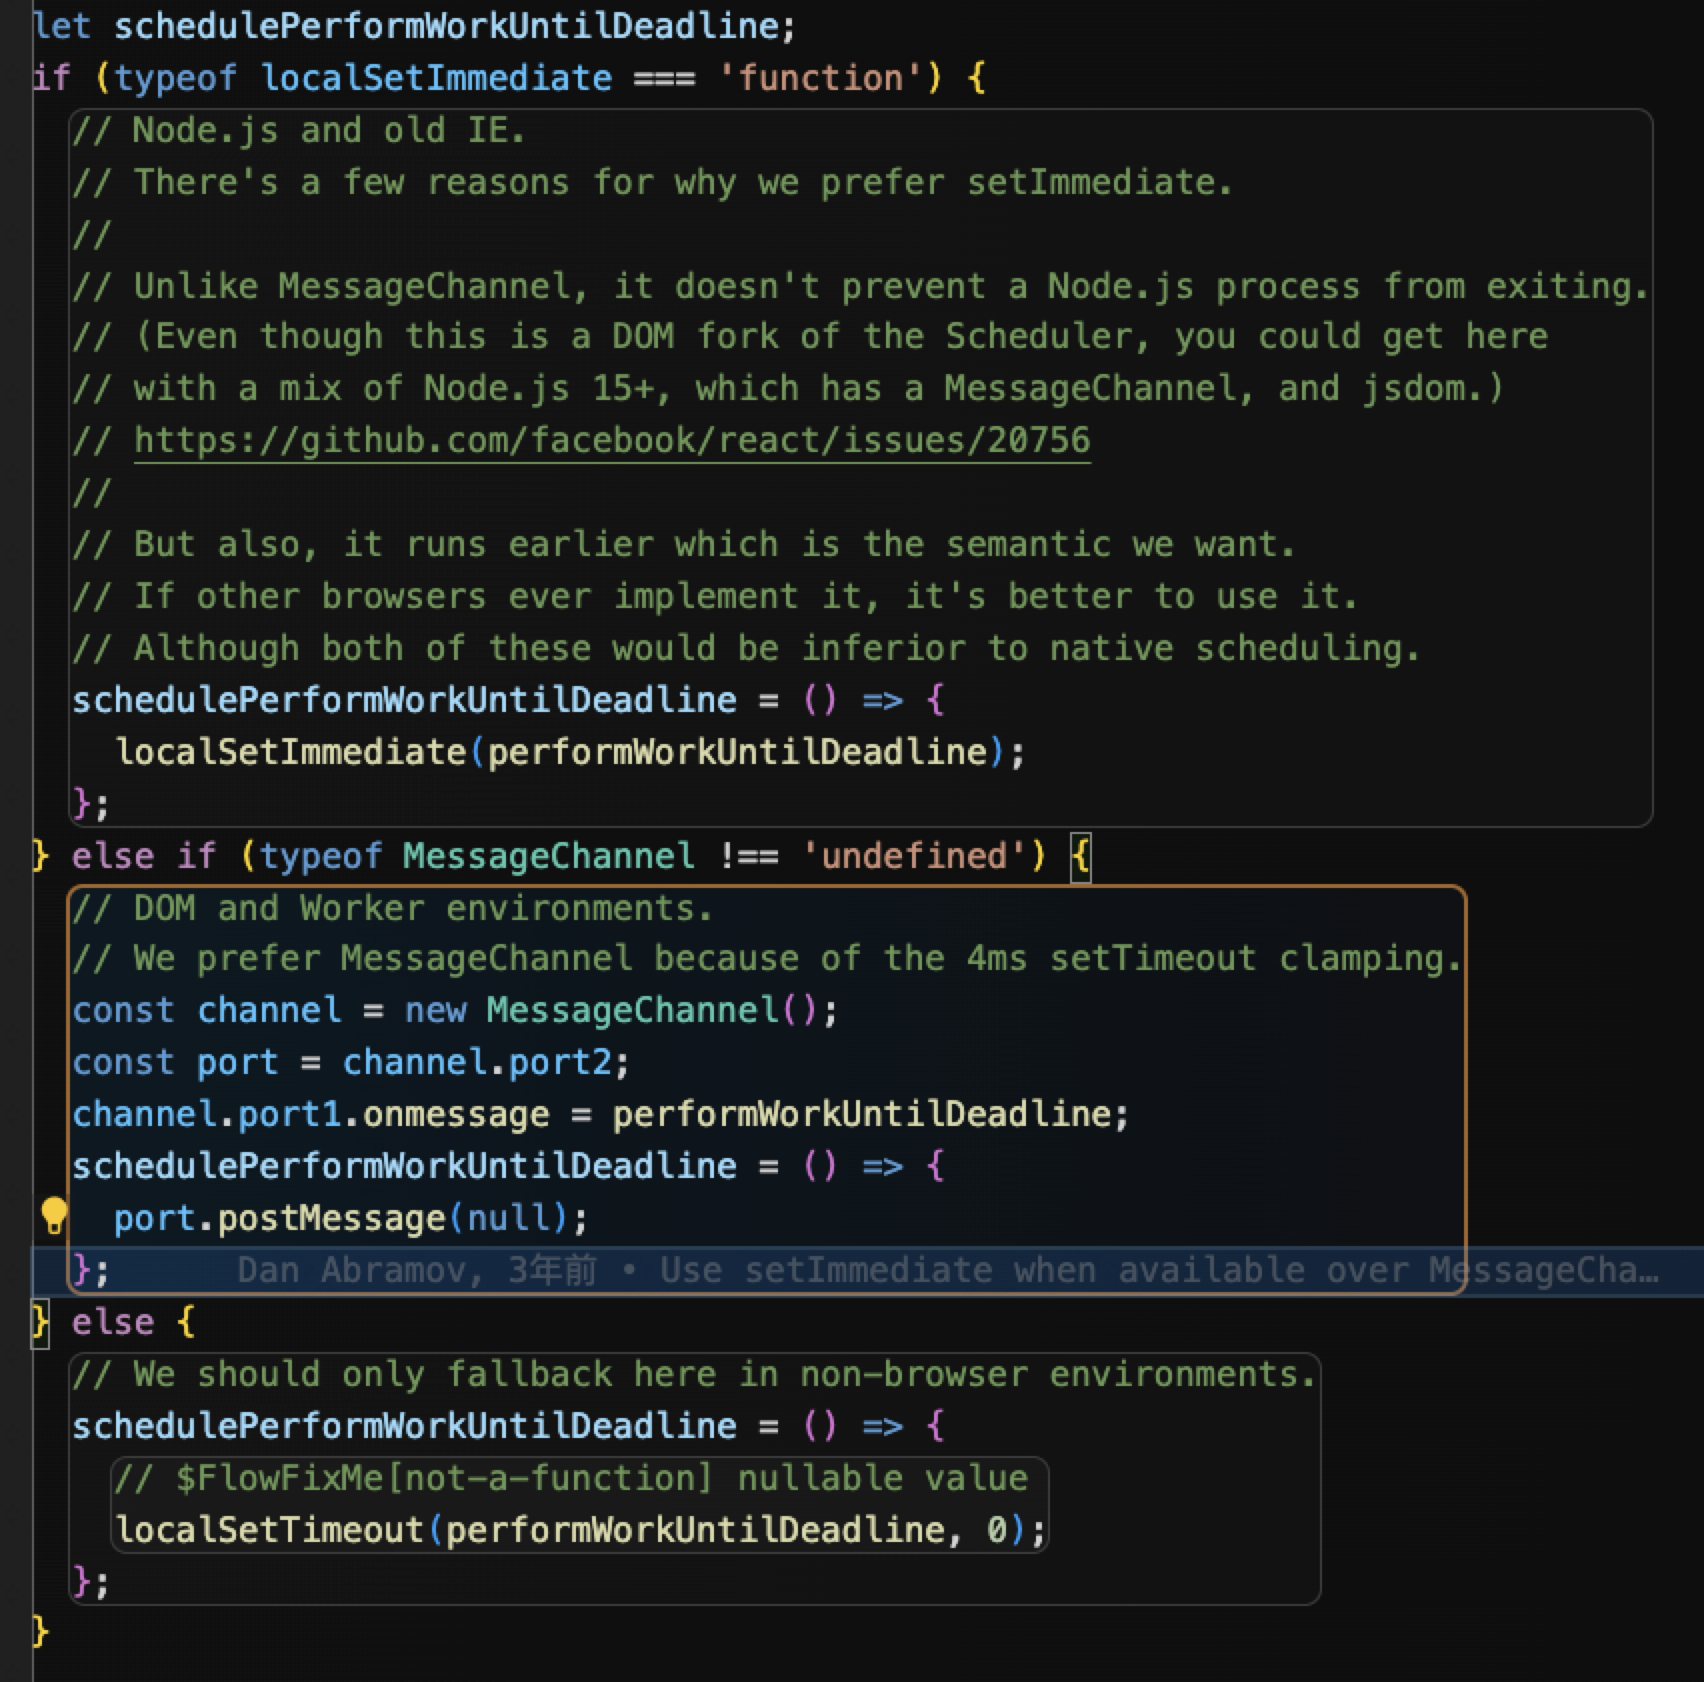 let schedulePerformWorkUntilDeadline;
if (typeof localSetImmediate === 'function') {
  // Node.js and old IE.
  // There's a few reasons for why we prefer setImmediate.
  //
  // Unlike MessageChannel, it doesn't prevent a Node.js process from exiting.
  // (Even though this is a DOM fork of the Scheduler, you could get here
  // with a mix of Node.js 15+, which has a MessageChannel, and jsdom.)
  // https://github.com/facebook/react/issues/20756
  //
  // But also, it runs earlier which is the semantic we want.
  // If other browsers ever implement it, it's better to use it.
  // Although both of these would be inferior to native scheduling.
  schedulePerformWorkUntilDeadline = () => {
    localSetImmediate(performWorkUntilDeadline);
  };
} else if (typeof MessageChannel !== 'undefined') {
  // DOM and Worker environments.
  // We prefer MessageChannel because of the 4ms setTimeout clamping.
  const channel = new MessageChannel();
  const port = channel.port2;
  channel.port1.onmessage = performWorkUntilDeadline;
  schedulePerformWorkUntilDeadline = () => {
    port.postMessage(null);
  };      Dan Abramov, 3年前 • Use setImmediate when available over MessageCha…
} else {
  // We should only fallback here in non-browser environments.
  schedulePerformWorkUntilDeadline = () => {
    // $FlowFixMe[not-a-function] nullable value
    localSetTimeout(performWorkUntilDeadline, 0);
  };
}